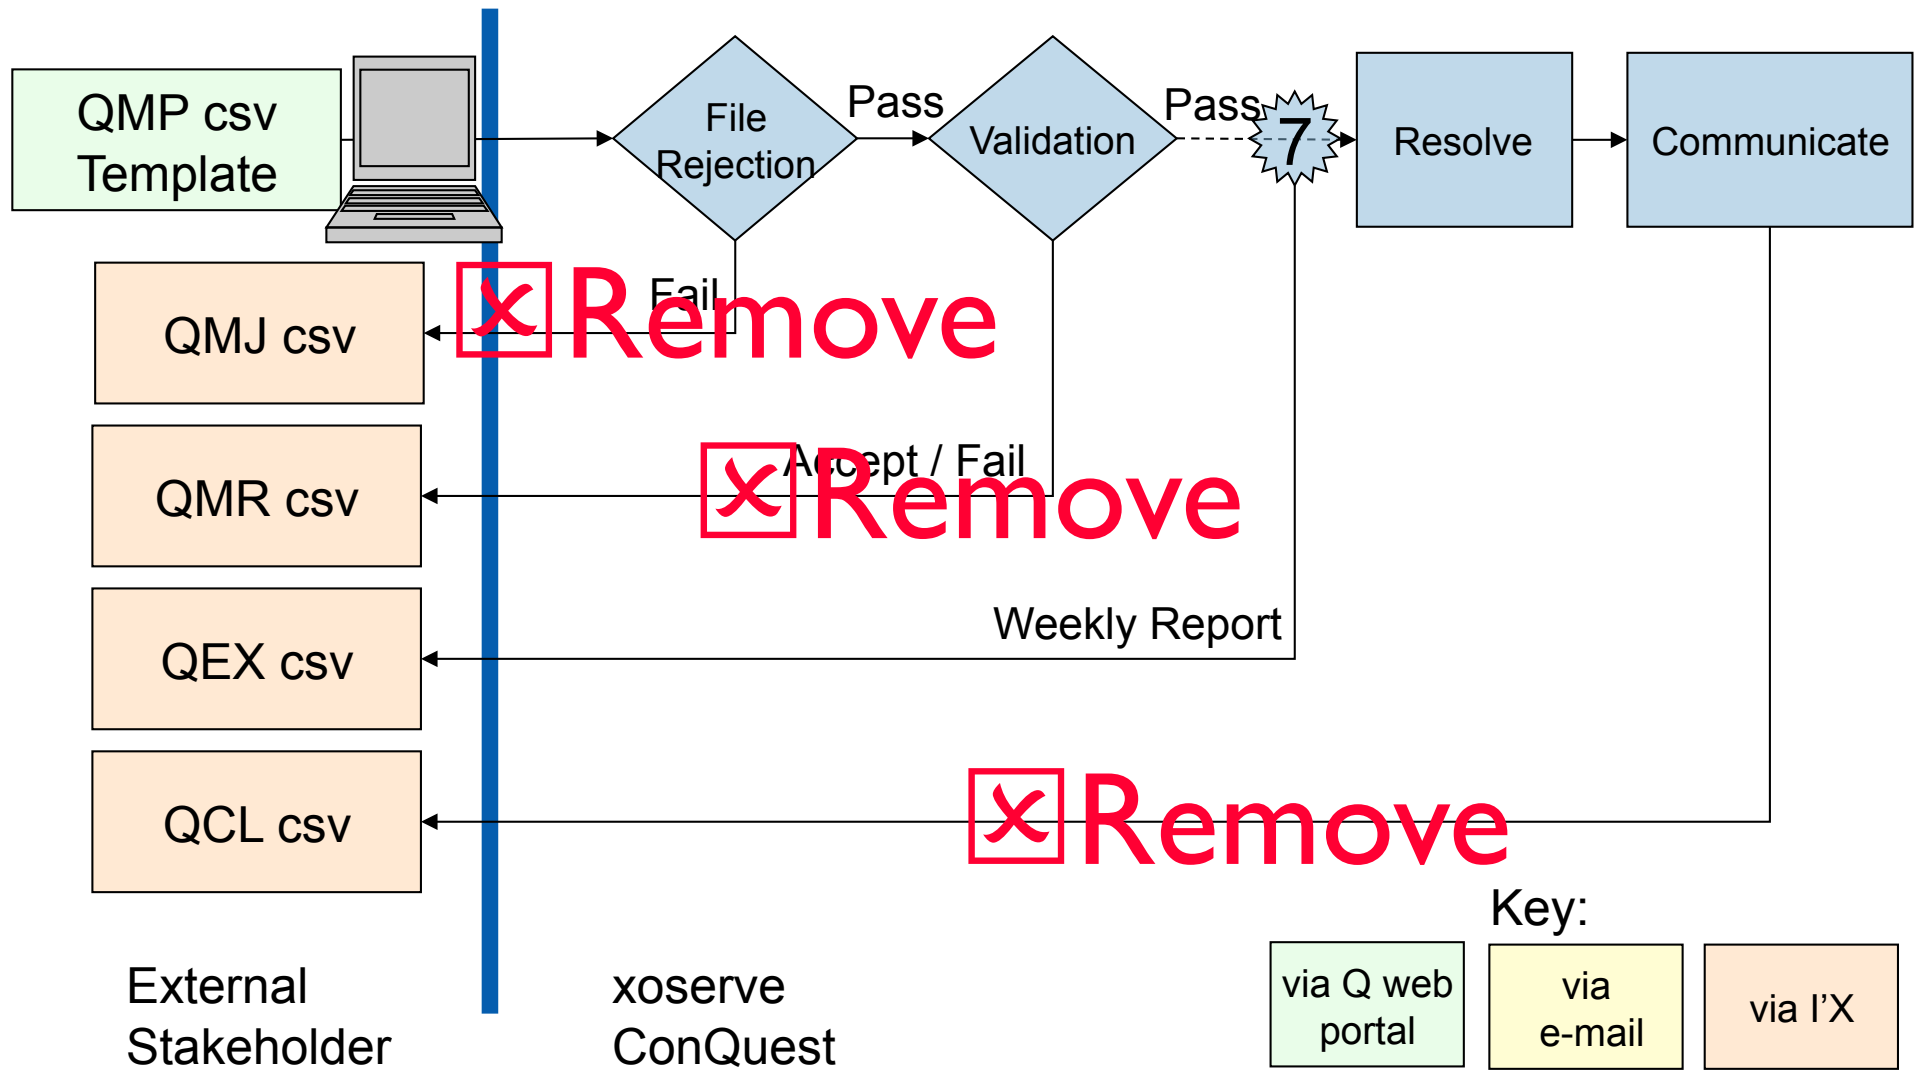 QMP csv
Template
File
Rejection
Pass
Validation
Pass
7
Resolve
Communicate
Fail
x Remove
QMJ csv
Accept / Fail
x Remove
QMR csv
Weekly Report
QEX csv
x Remove
QCL csv
Key:
via Q web
portal
via
e-mail
via I’X
External
Stakeholder
xoserve
ConQuest